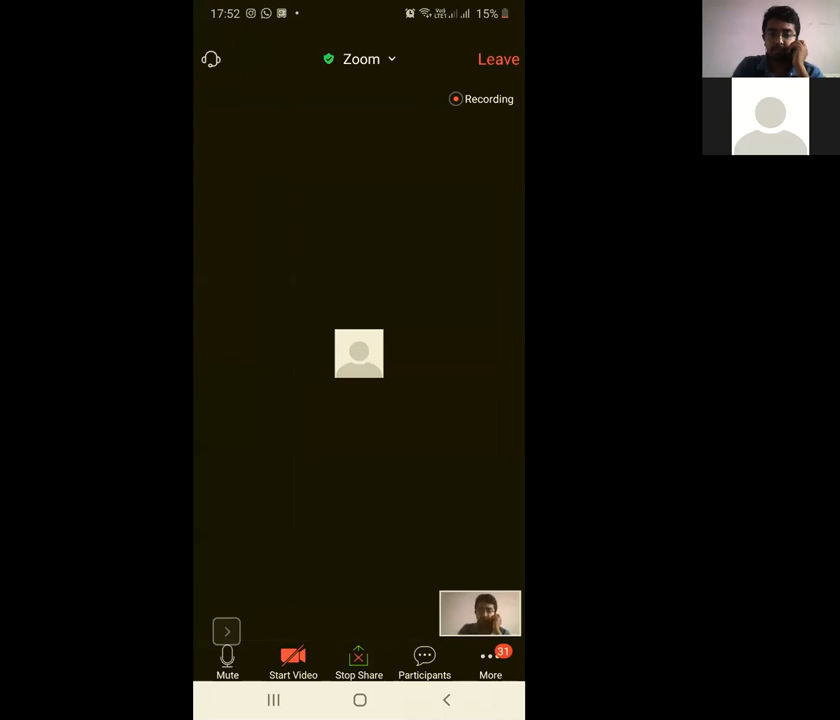 17:52 15%
Zoom Leave
Recording
31
Mute Start Video Stop Share Participants More